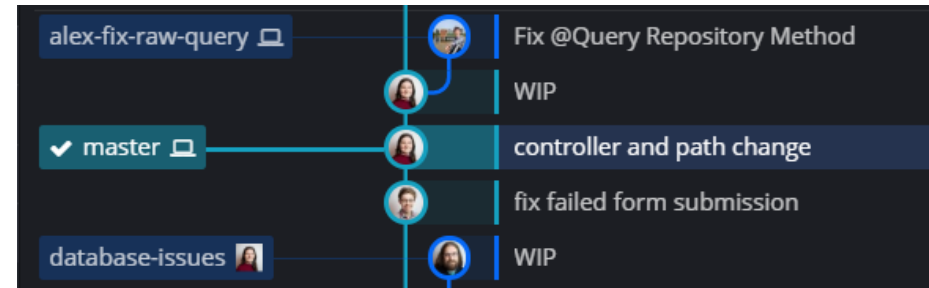 alex-fix-raw-query Fix @Query Repository Method
WIP
master controller and path change
fix failed form submission
database-issues WIP